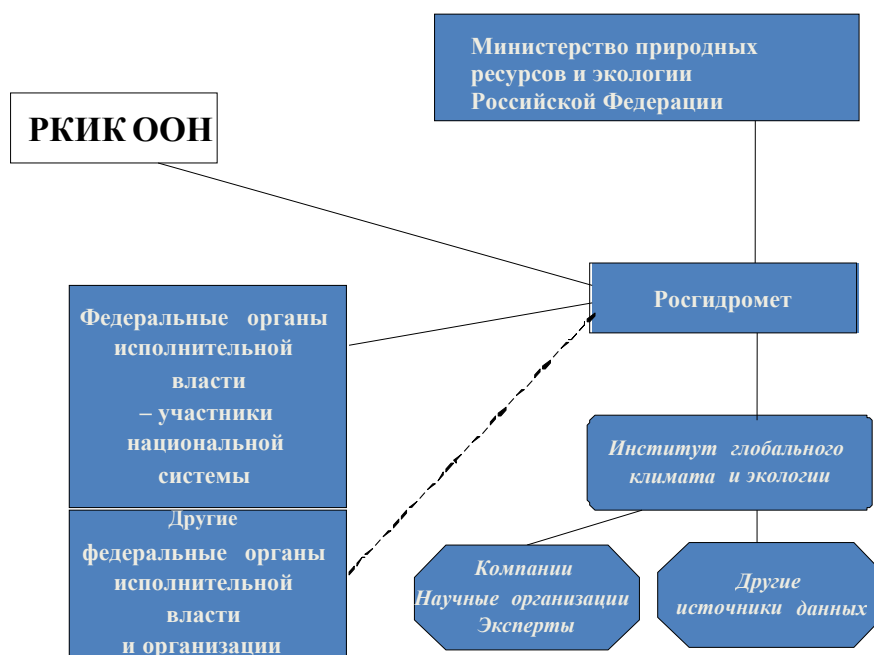 Министерство природных
ресурсов и экологии
Российской Федерации
РКИК ООН
Росгидромет
Федеральные органы
исполнительной
власти
– участники
национальной
системы
Институт глобального
климата и экологии
Другие
федеральные органы
исполнительной
власти
и организации
Компании
Научные организации
Эксперты
Другие
источники данных